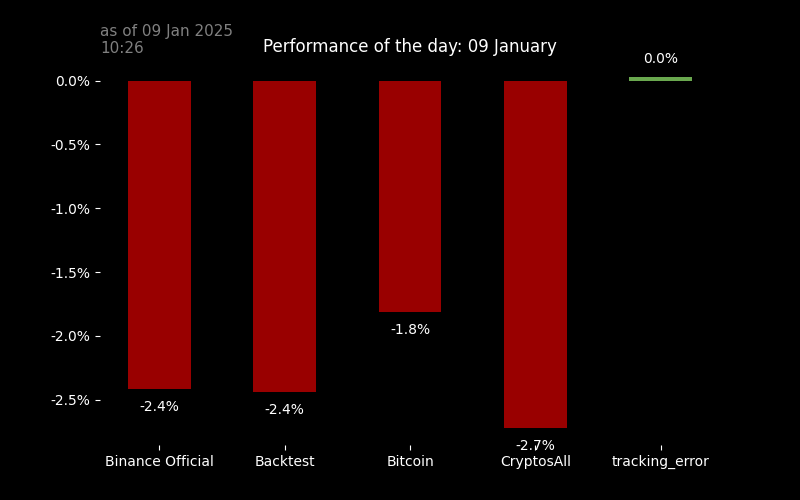 as of 09 Jan 2025
10:26
Performance of the day: 09 January
0.0%
0.0%
-0.5%
-1.0%
-1.5%
-2.0%
-2.5%
-2.4%
-2.4%
-1.8%
-2.7%
Binance Official
Backtest
Bitcoin
CryptosAll
tracking_error